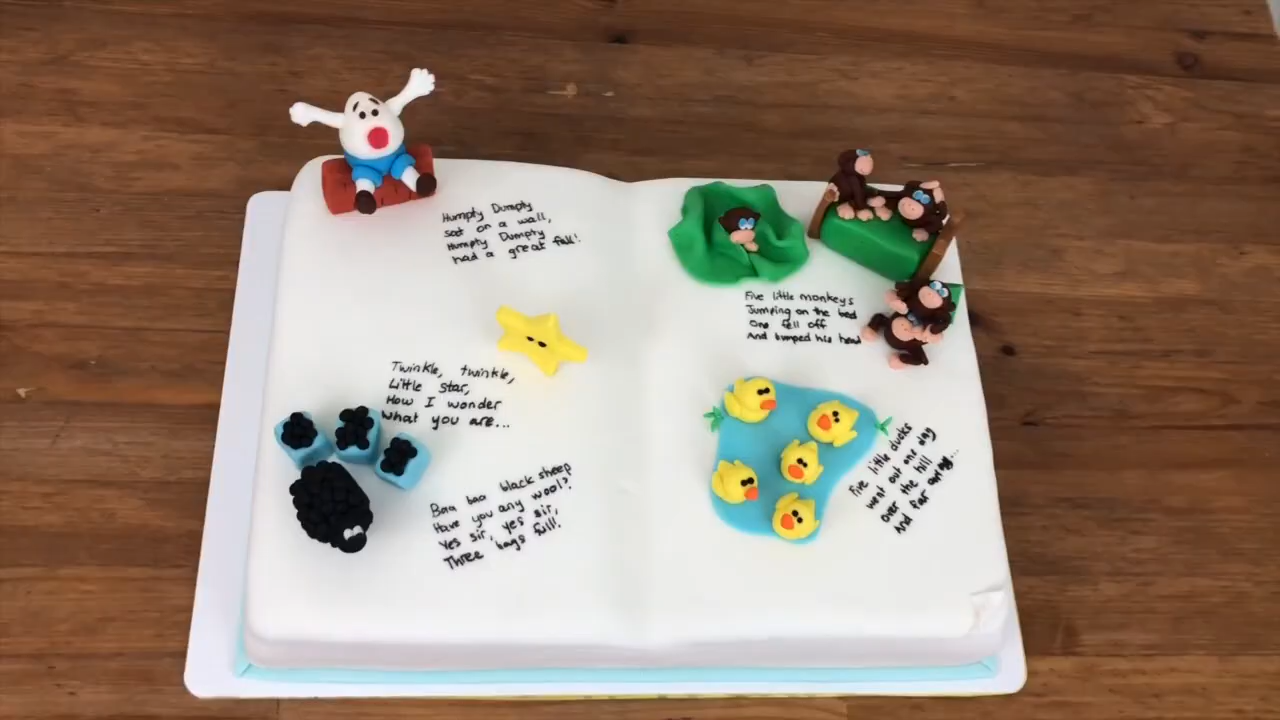 Humpty Dumpty
sat on a wall,
Humpty Dumpty
had a great fall!
Twinkle, twinkle,
Little star,
How I wonder
what you are...
Baa baa black sheep
Have you any wool?
Yes sir, yes sir,
Three bags full!
Five little monkeys
Jumping on the bed
One fell off
And bumped his head
Five little ducks
went out one day
over the hill
And far away...